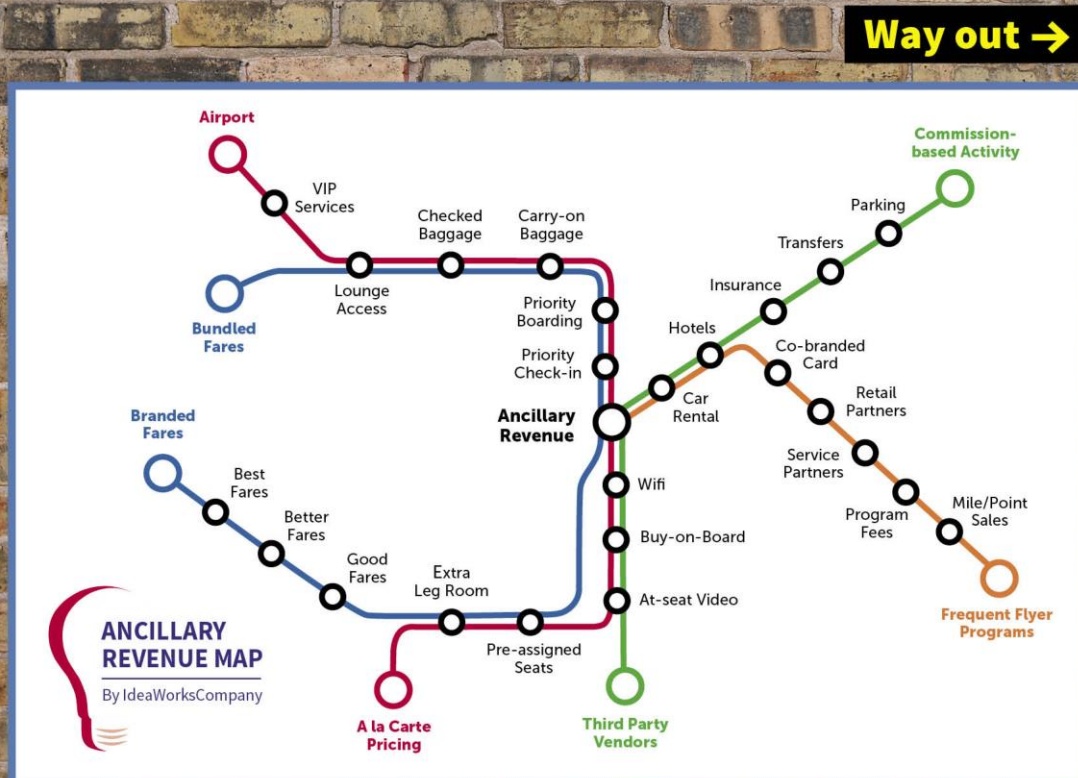 Way out →
Airport
VIP
Services
Checked
Baggage
Carry-on
Baggage
Lounge
Access
Bundled
Fares
Priority
Boarding
Priority
Check-in
Ancillary
Revenue
Commission-
based Activity
Parking
Transfers
Insurance
Hotels
Car
Rental
Co-branded
Card
Retail
Partners
Service
Partners
Program
Fees
Mile/Point
Sales
Frequent Flyer
Programs
Branded
Fares
Best
Fares
Better
Fares
Good
Fares
Extra
Leg Room
Pre-assigned
Seats
Wifi
Buy-on-Board
At-seat Video
A la Carte
Pricing
Third Party
Vendors
ANCILLARY
REVENUE MAP
By IdeaWorksCompany